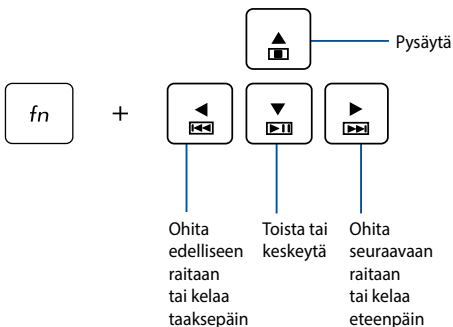 Pysäytä
fn
+
Ohita
edelliseen
raitaan
tai kelaa
taaksepäin
Toista tai
keskeytä
Ohita
seuraavaan
raitaan
tai kelaa
eteenpäin